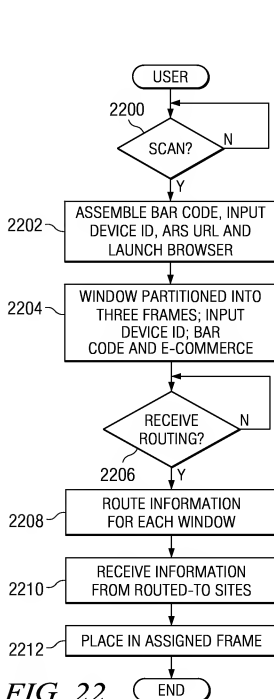 USER
2200
SCAN?
N
Y
2202
ASSEMBLE BAR CODE, INPUT
DEVICE ID, ARS URL AND
LAUNCH BROWSER
2204
WINDOW PARTITIONED INTO
THREE FRAMES; INPUT
DEVICE ID; BAR
CODE AND E-COMMERCE
RECEIVE
ROUTING?
N
2206
Y
2208
ROUTE INFORMATION
FOR EACH WINDOW
2210
RECEIVE INFORMATION
FROM ROUTED-TO SITES
2212
PLACE IN ASSIGNED FRAME
FIG. 22
END